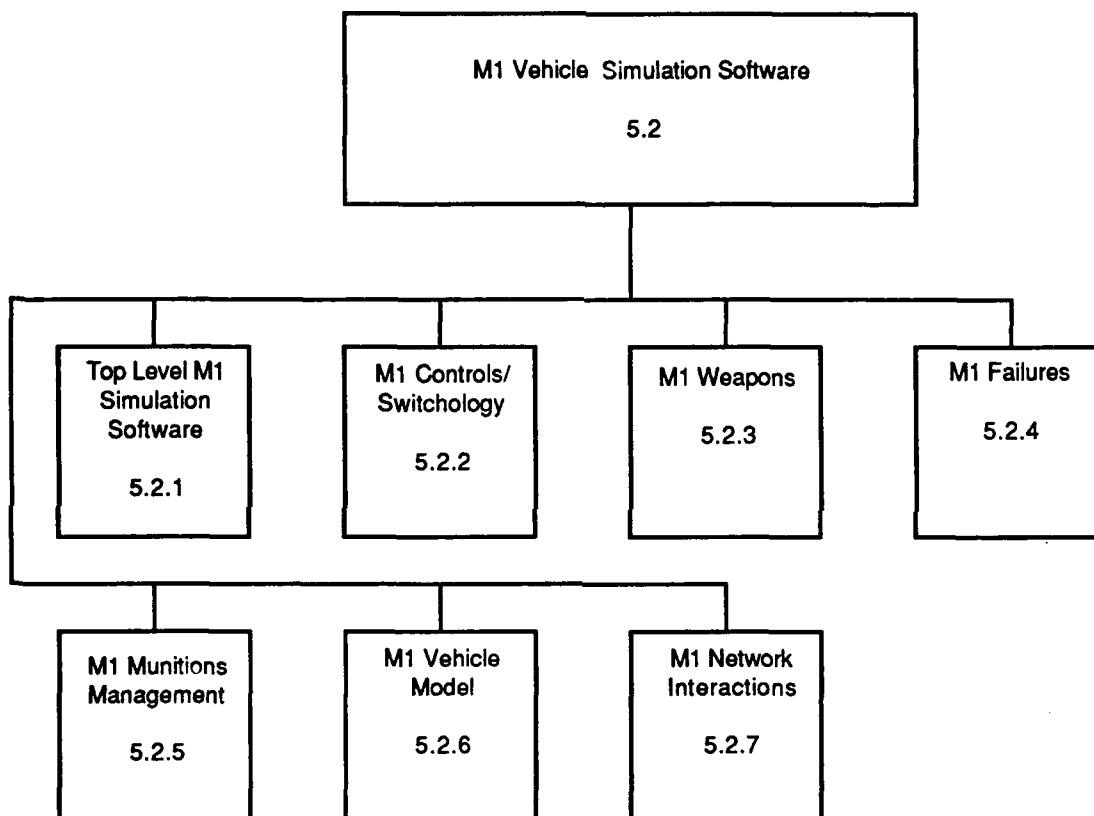 M1 Vehicle Simulation Software
5.2
Top Level M1
Simulation
Software
5.2.1
M1 Controls/
Switchology
5.2.2
M1 Weapons
5.2.3
M1 Failures
5.2.4
M1 Munitions
Management
5.2.5
M1 Vehicle
Model
5.2.6
M1 Network
Interactions
5.2.7